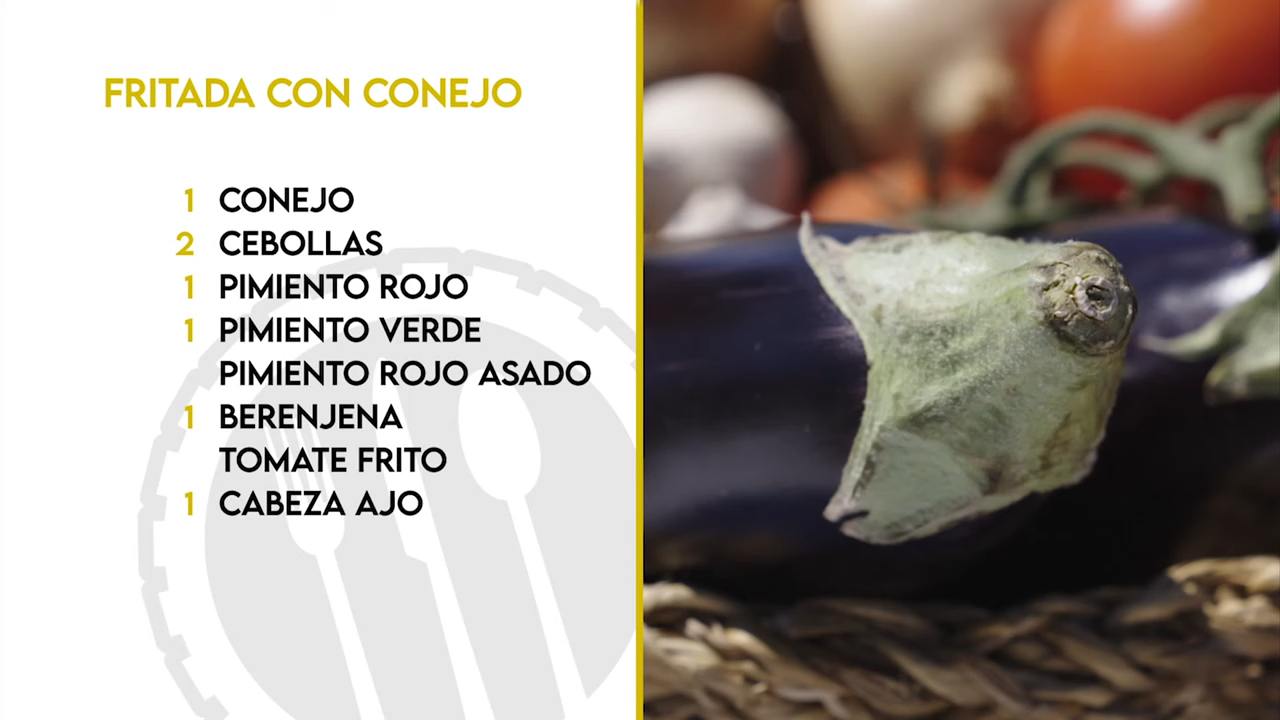 FRITADA CON CONEJO
1 CONEJO
2 CEBOLLAS
1 PIMIENTO ROJO
1 PIMIENTO VERDE
PIMIENTO ROJO ASADO
1 BERENJENA
TOMATE FRITO
1 CABEZA AJO